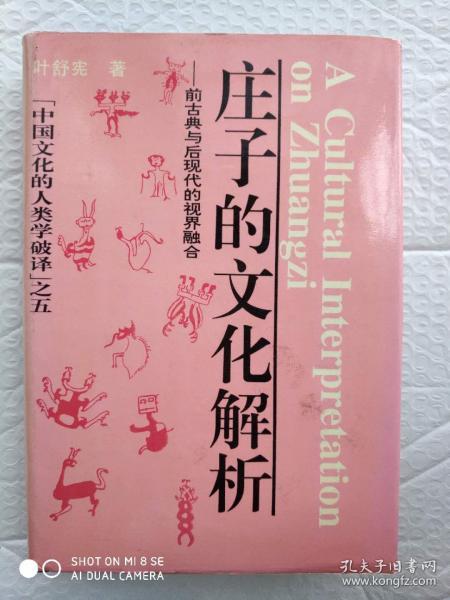 叶舒宪 著
A Cultural Interpretation
on Zhuangzi
庄子的文化解析
——前古典与后现代的视界融合
「中国文化的人类学破译」之五
SHOT ON MI 8 SE
AI DUAL CAMERA
孔夫子旧书网
www.kongfz.com